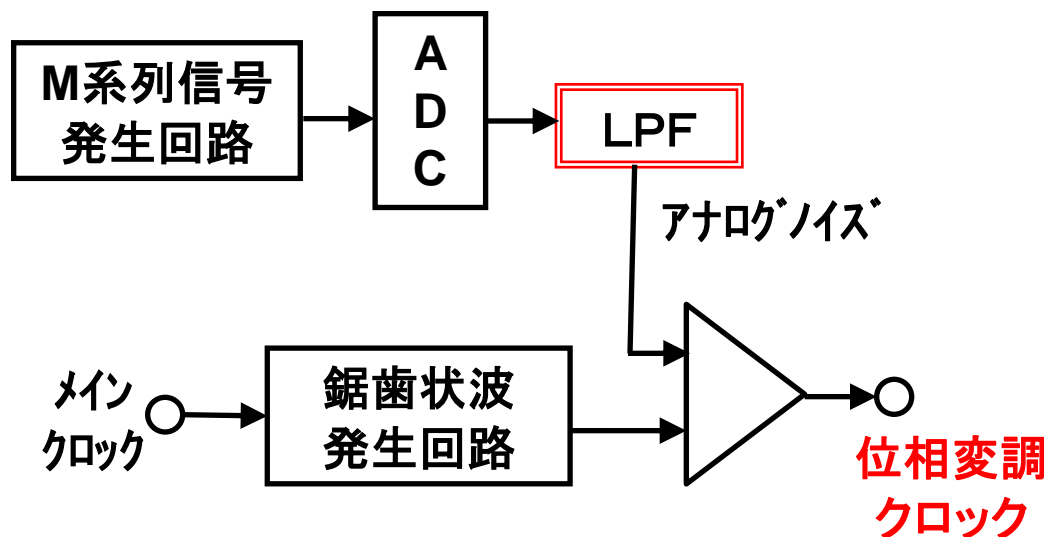 M系列信号
発生回路
A
D
C
LPF
アナログノイズ
メイン
クロック
鋸歯状波
発生回路
位相変調
クロック